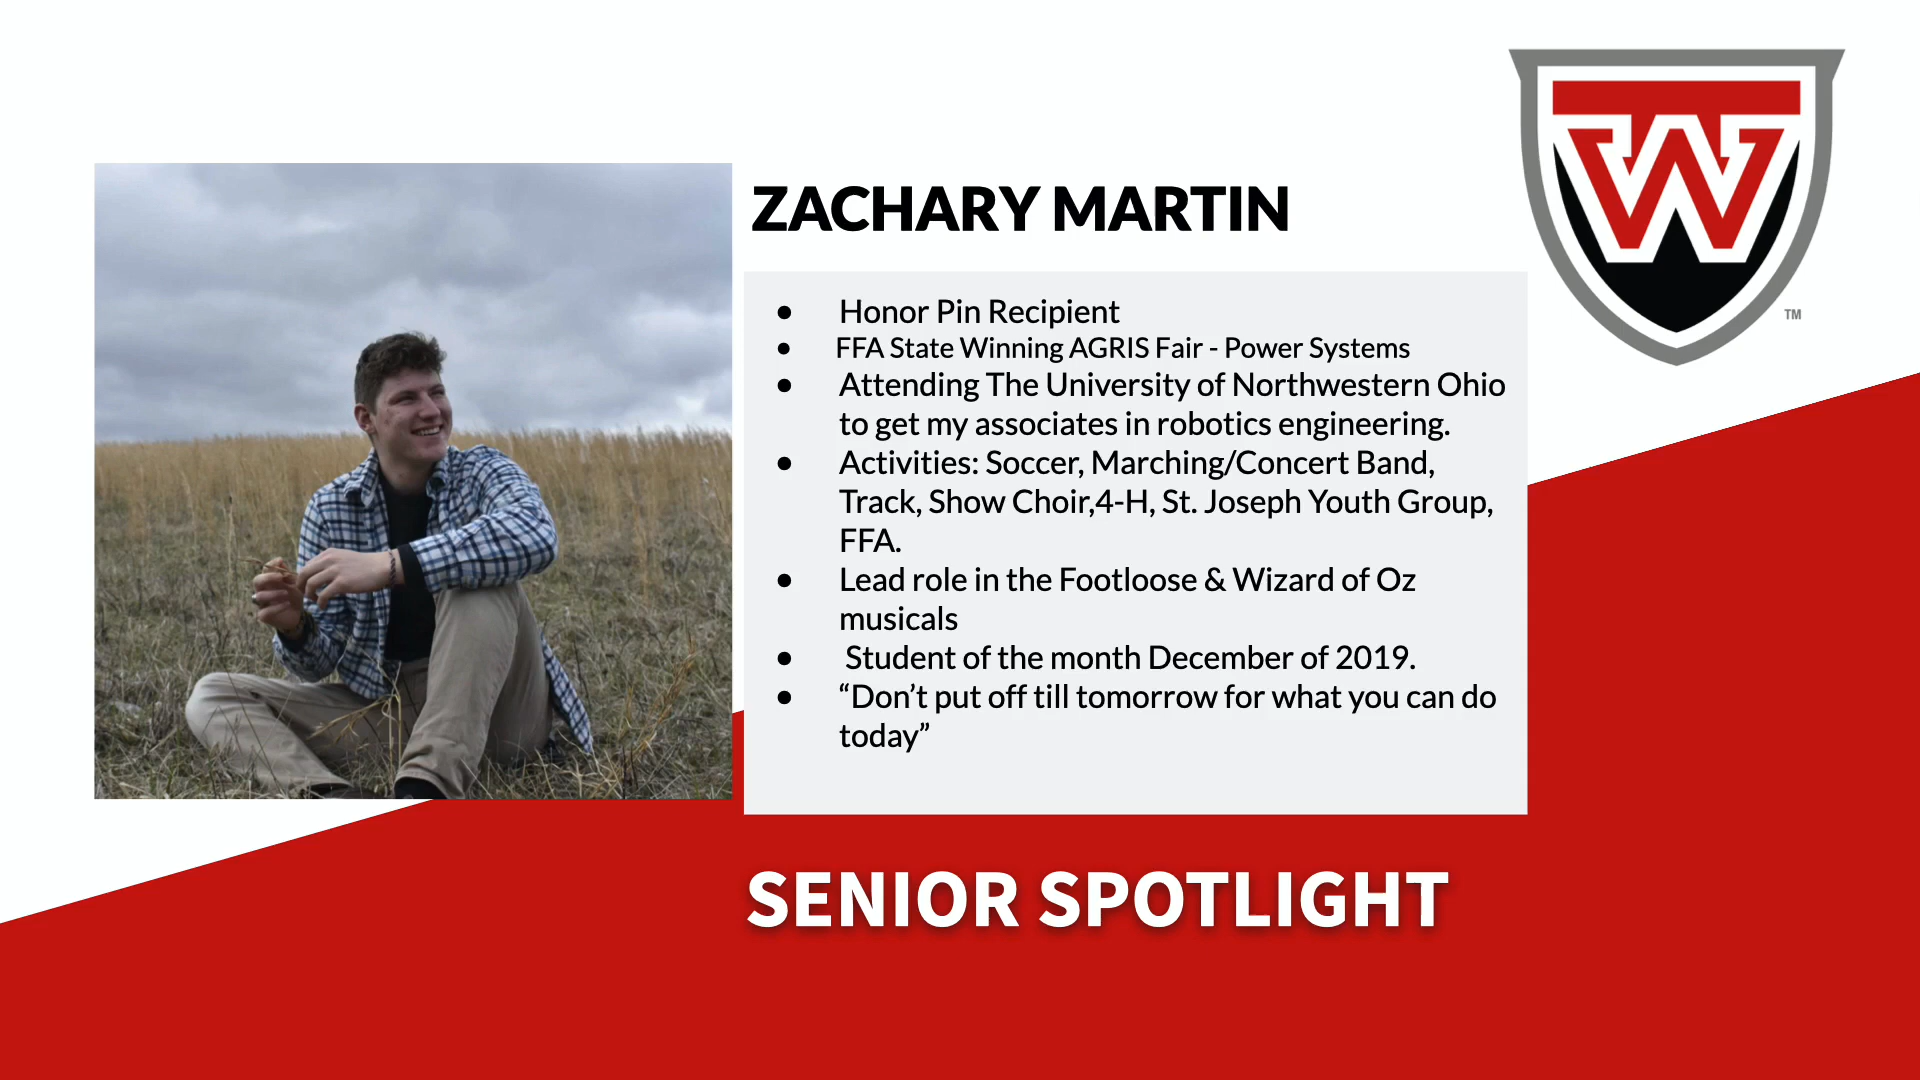 ZACHARY MARTIN
● Honor Pin Recipient
● FFA State Winning AGRIS Fair - Power Systems
● Attending The University of Northwestern Ohio
to get my associates in robotics engineering.
● Activities: Soccer, Marching/Concert Band,
Track, Show Choir,4-H, St. Joseph Youth Group,
FFA.
● Lead role in the Footloose & Wizard of Oz
musicals
● Student of the month December of 2019.
● “Don’t put off till tomorrow for what you can do
today”
SENIOR SPOTLIGHT
TW
TM